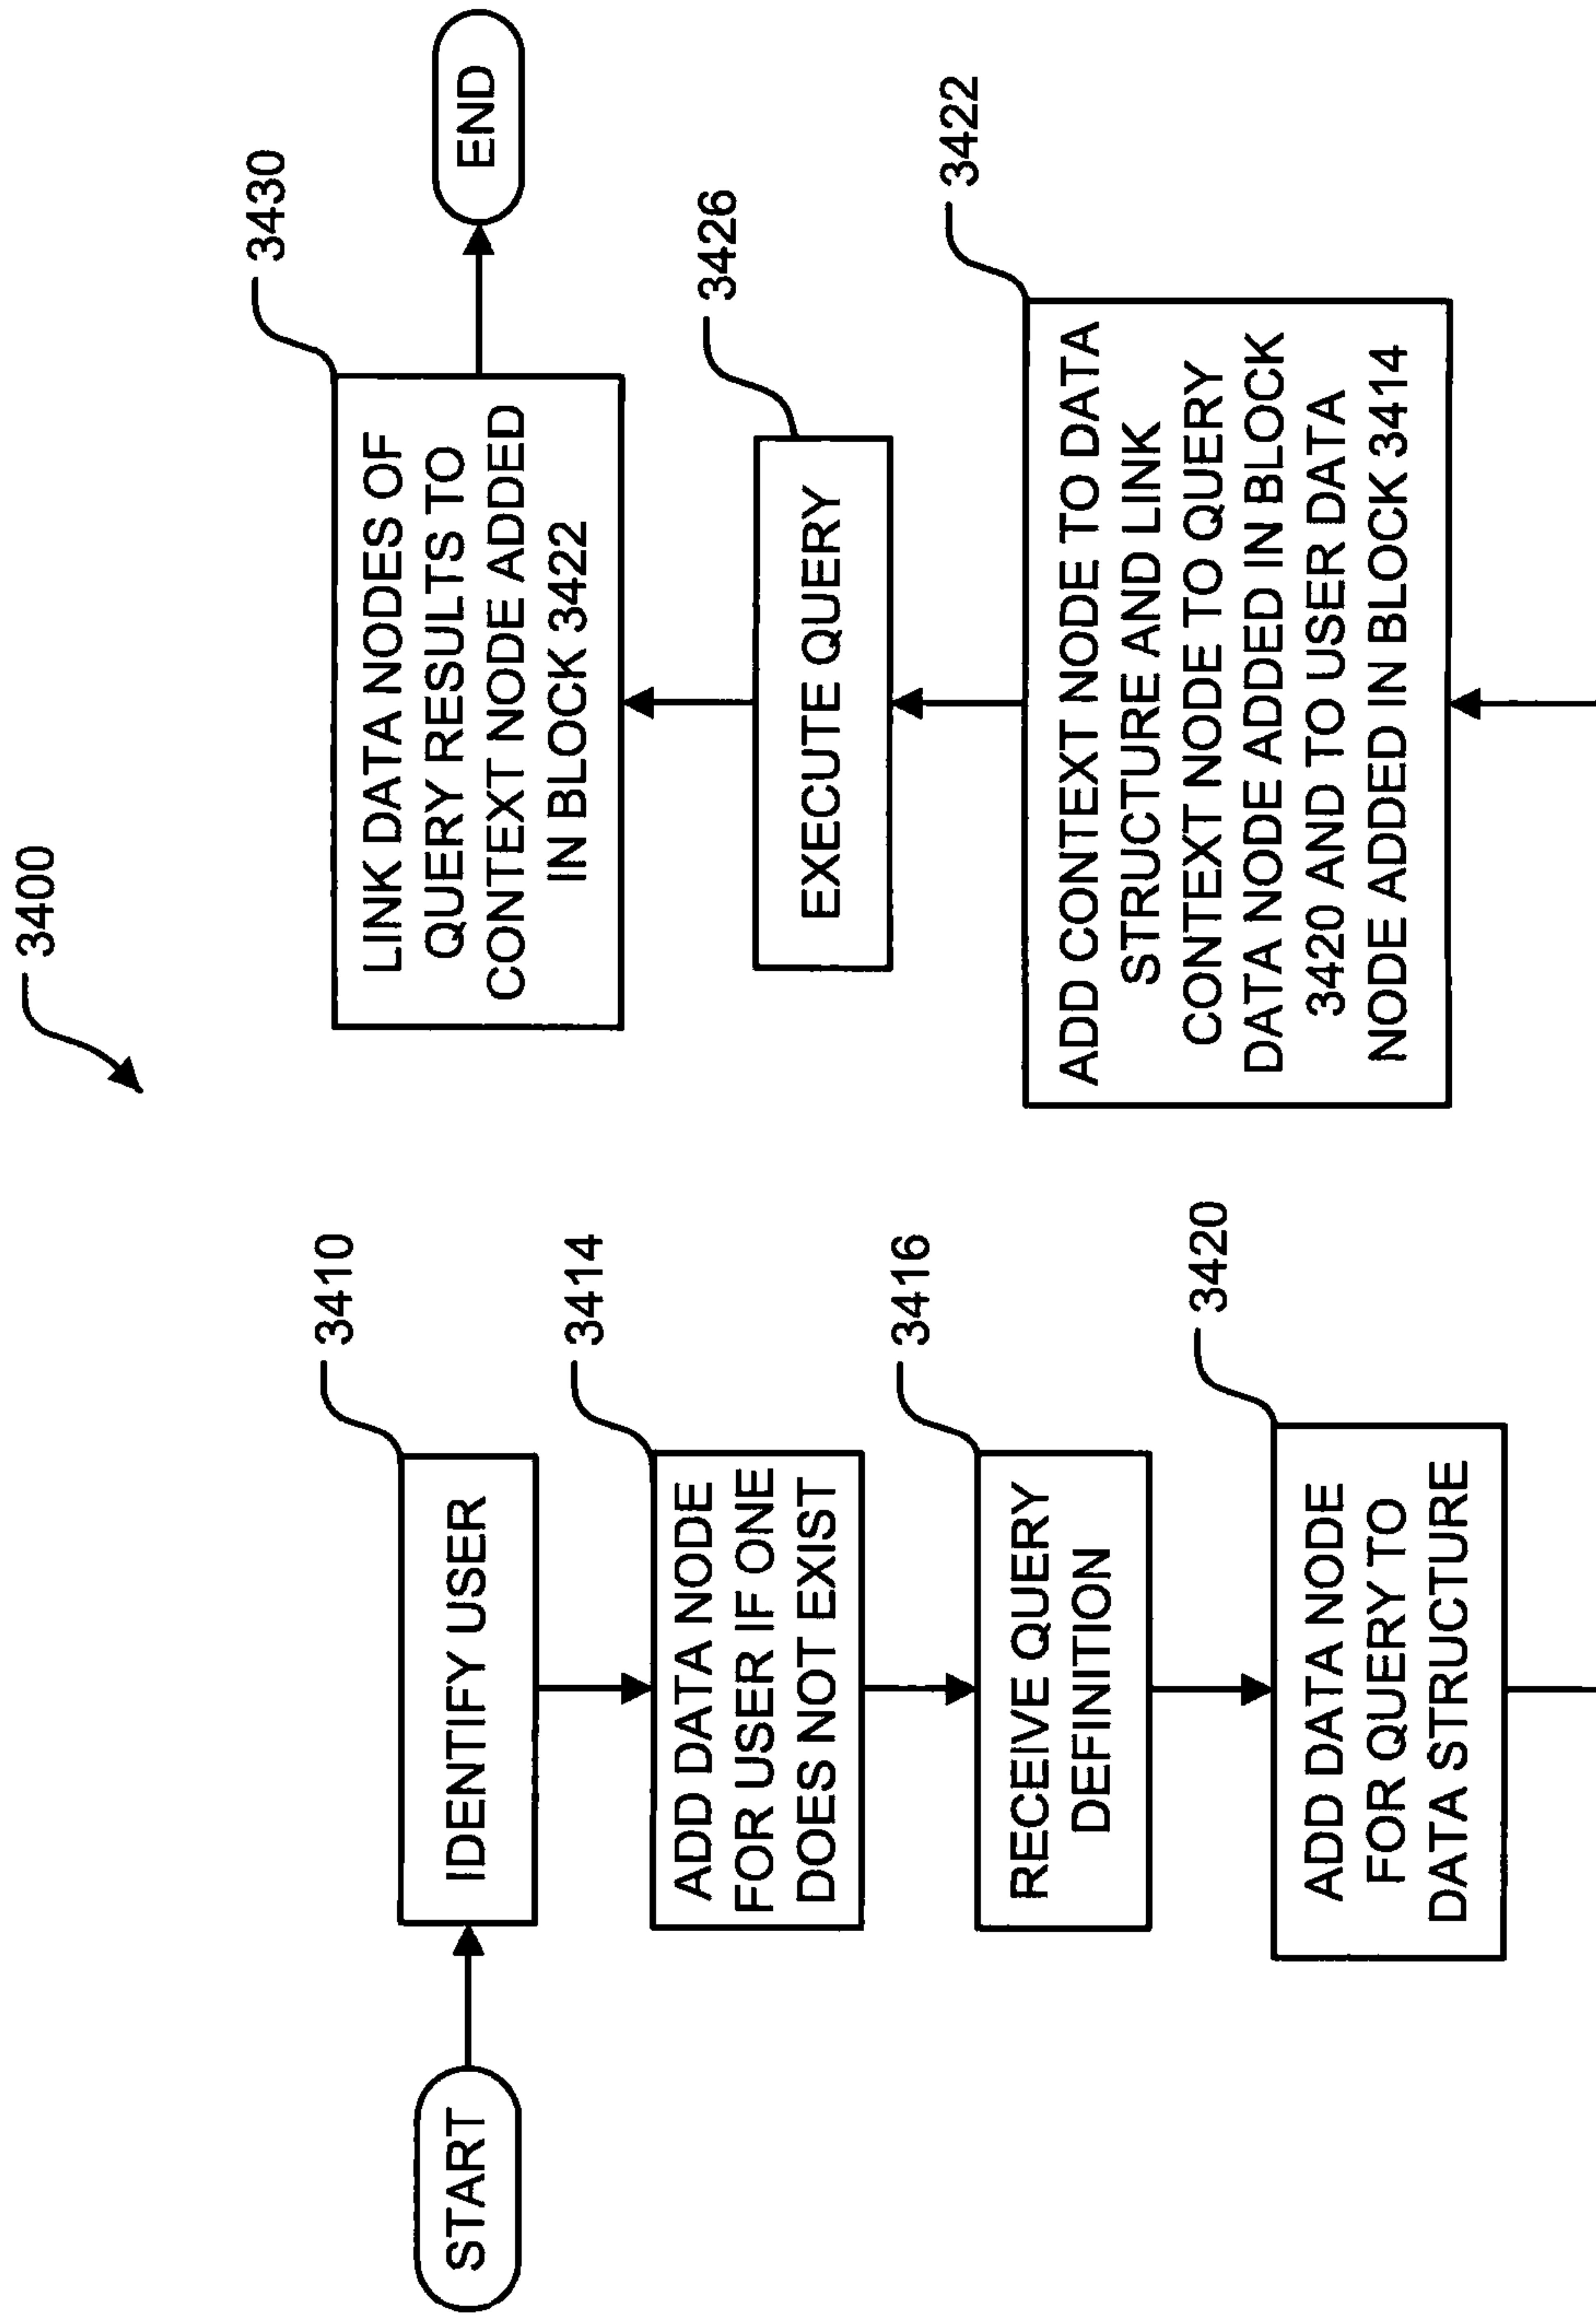 3400
START
IDENTIFY USER
3410
ADD DATA NODE
FOR USER IF ONE
DOES NOT EXIST
3414
RECEIVE QUERY
DEFINITION
3416
ADD DATA NODE
FOR QUERY TO
DATA STRUCTURE
3420
ADD CONTEXT NODE TO DATA
STRUCTURE AND LINK
CONTEXT NODE TO QUERY
DATA NODE ADDED IN BLOCK
3420 AND TO USER DATA
NODE ADDED IN BLOCK 3414
3422
EXECUTE QUERY
3426
LINK DATA NODES OF
QUERY RESULTS TO
CONTEXT NODE ADDED
IN BLOCK 3422
3430
END